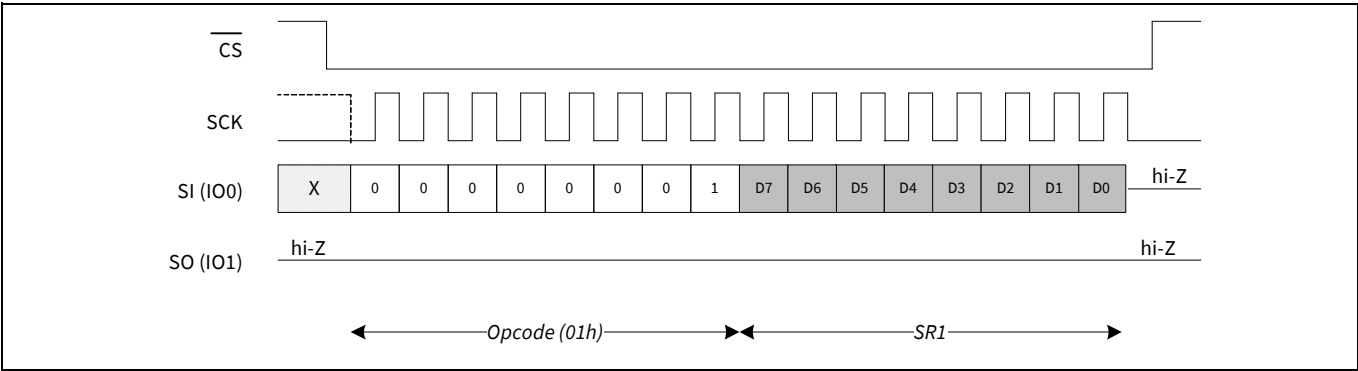 CS
SCK
SI (IO0) X 0 0 0 0 0 0 0 1 D7 D6 D5 D4 D3 D2 D1 D0 hi-Z
hi-Z hi-Z
SO (IO1)
Opcode (01h) SR1